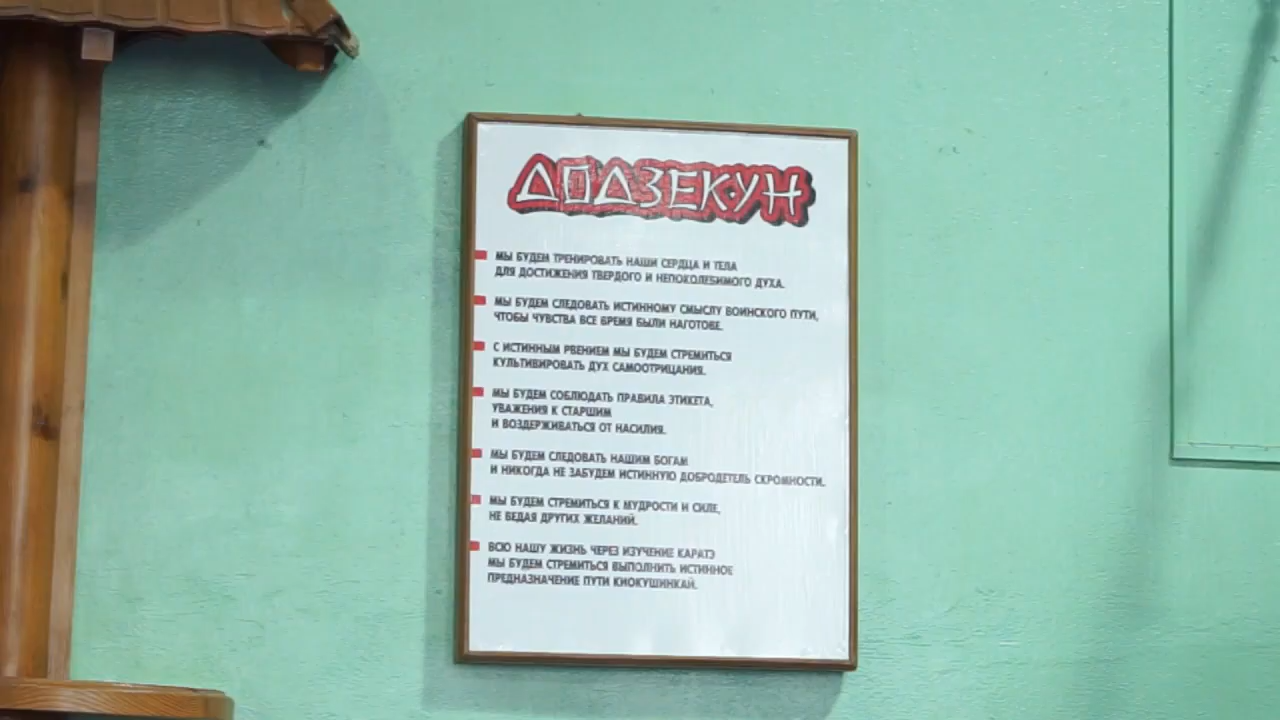 ДОДЗЕКУН
МЫ БУДЕМ ТРЕНИРОВАТЬ НАШИ СЕРДЦА И ТЕЛА
ДЛЯ ДОСТИЖЕНИЯ ТВЕРДОГО И НЕПОКОЛЕБИМОГО ДУХА.
МЫ БУДЕМ СЛЕДОВАТЬ ИСТИННОМУ СМЫСЛУ ВОИНСКОГО ПУТИ,
ЧТОБЫ ЧУВСТВА ВСЕ ВРЕМЯ БЫЛИ НАГОТОВЕ.
С ИСТИННЫМ РВЕНИЕМ МЫ БУДЕМ СТРЕМИТЬСЯ
КУЛЬТИВИРОВАТЬ ДУХ САМООТРИЦАНИЯ.
МЫ БУДЕМ СОБЛЮДАТЬ ПРАВИЛА ЭТИКЕТА,
УВАЖЕНИЯ К СТАРШИМ
И ВОЗДЕРЖИВАТЬСЯ ОТ НАСИЛИЯ.
МЫ БУДЕМ СЛЕДОВАТЬ НАШИМ БОГАМ
И НИКОГДА НЕ ЗАБУДЕМ ИСТИННУЮ ДОБРОДЕТЕЛЬ СКРОМНОСТИ.
МЫ БУДЕМ СТРЕМИТЬСЯ К МУДРОСТИ И СИЛЕ,
НЕ ВЕДАЯ ДРУГИХ ЖЕЛАНИЙ.
ВСЮ НАШУ ЖИЗНЬ ЧЕРЕЗ ИЗУЧЕНИЕ КАРАТЭ
МЫ БУДЕМ СТРЕМИТЬСЯ ВЫПОЛНИТЬ ИСТИННОЕ
ПРЕДНАЗНАЧЕНИЕ ПУТИ КИОКУШИНКАЙ.